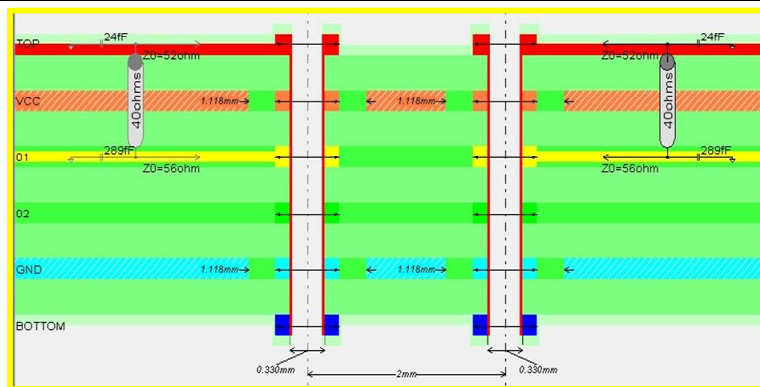 24fF 24fF
TOP
Z0=52ohm Z0=52ohm
40ohms 40ohms
VCC 1.118mm 1.118mm
289fF 289fF
01
Z0=56ohm Z0=56ohm
02
GND 1.118mm 1.118mm
BOTTOM
0.330mm 0.330mm
2mm